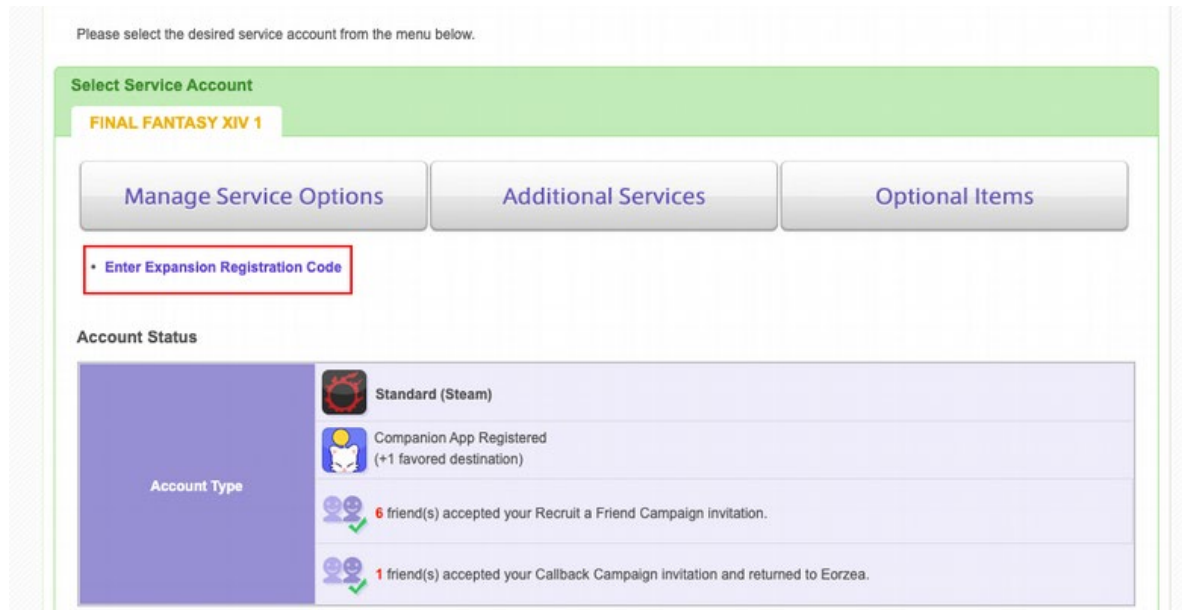 Please select the desired service account from the menu below.
Select Service Account
FINAL FANTASY XIV 1
Manage Service Options
Additional Services
Optional Items
• Enter Expansion Registration Code
Account Status
Account Type
Standard (Steam)
Companion App Registered
(+1 favored destination)
6 friend(s) accepted your Recruit a Friend Campaign invitation.
1 friend(s) accepted your Callback Campaign invitation and returned to Eorzea.